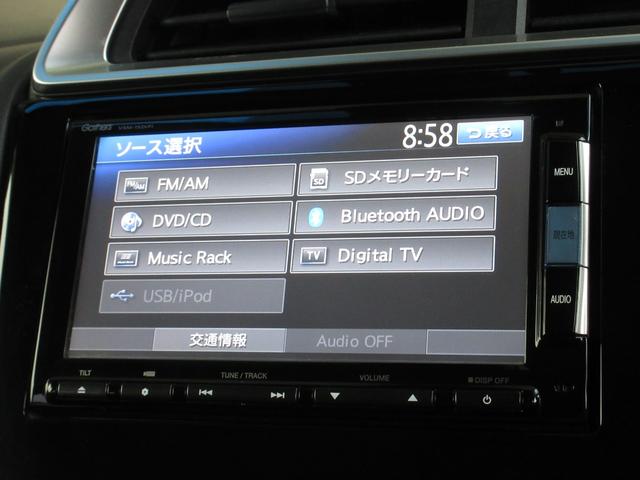 Gathers
ソース選択
8:58
戻る
FM/AM
SDメモリーカード
DVD/CD
Bluetooth AUDIO
Music Rack
TV
Digital TV
USB/iPod
交通情報
Audio OFF
MENU
現在地
AUDIO
TILT
TUNE / TRACK
VOLUME
DISP OFF